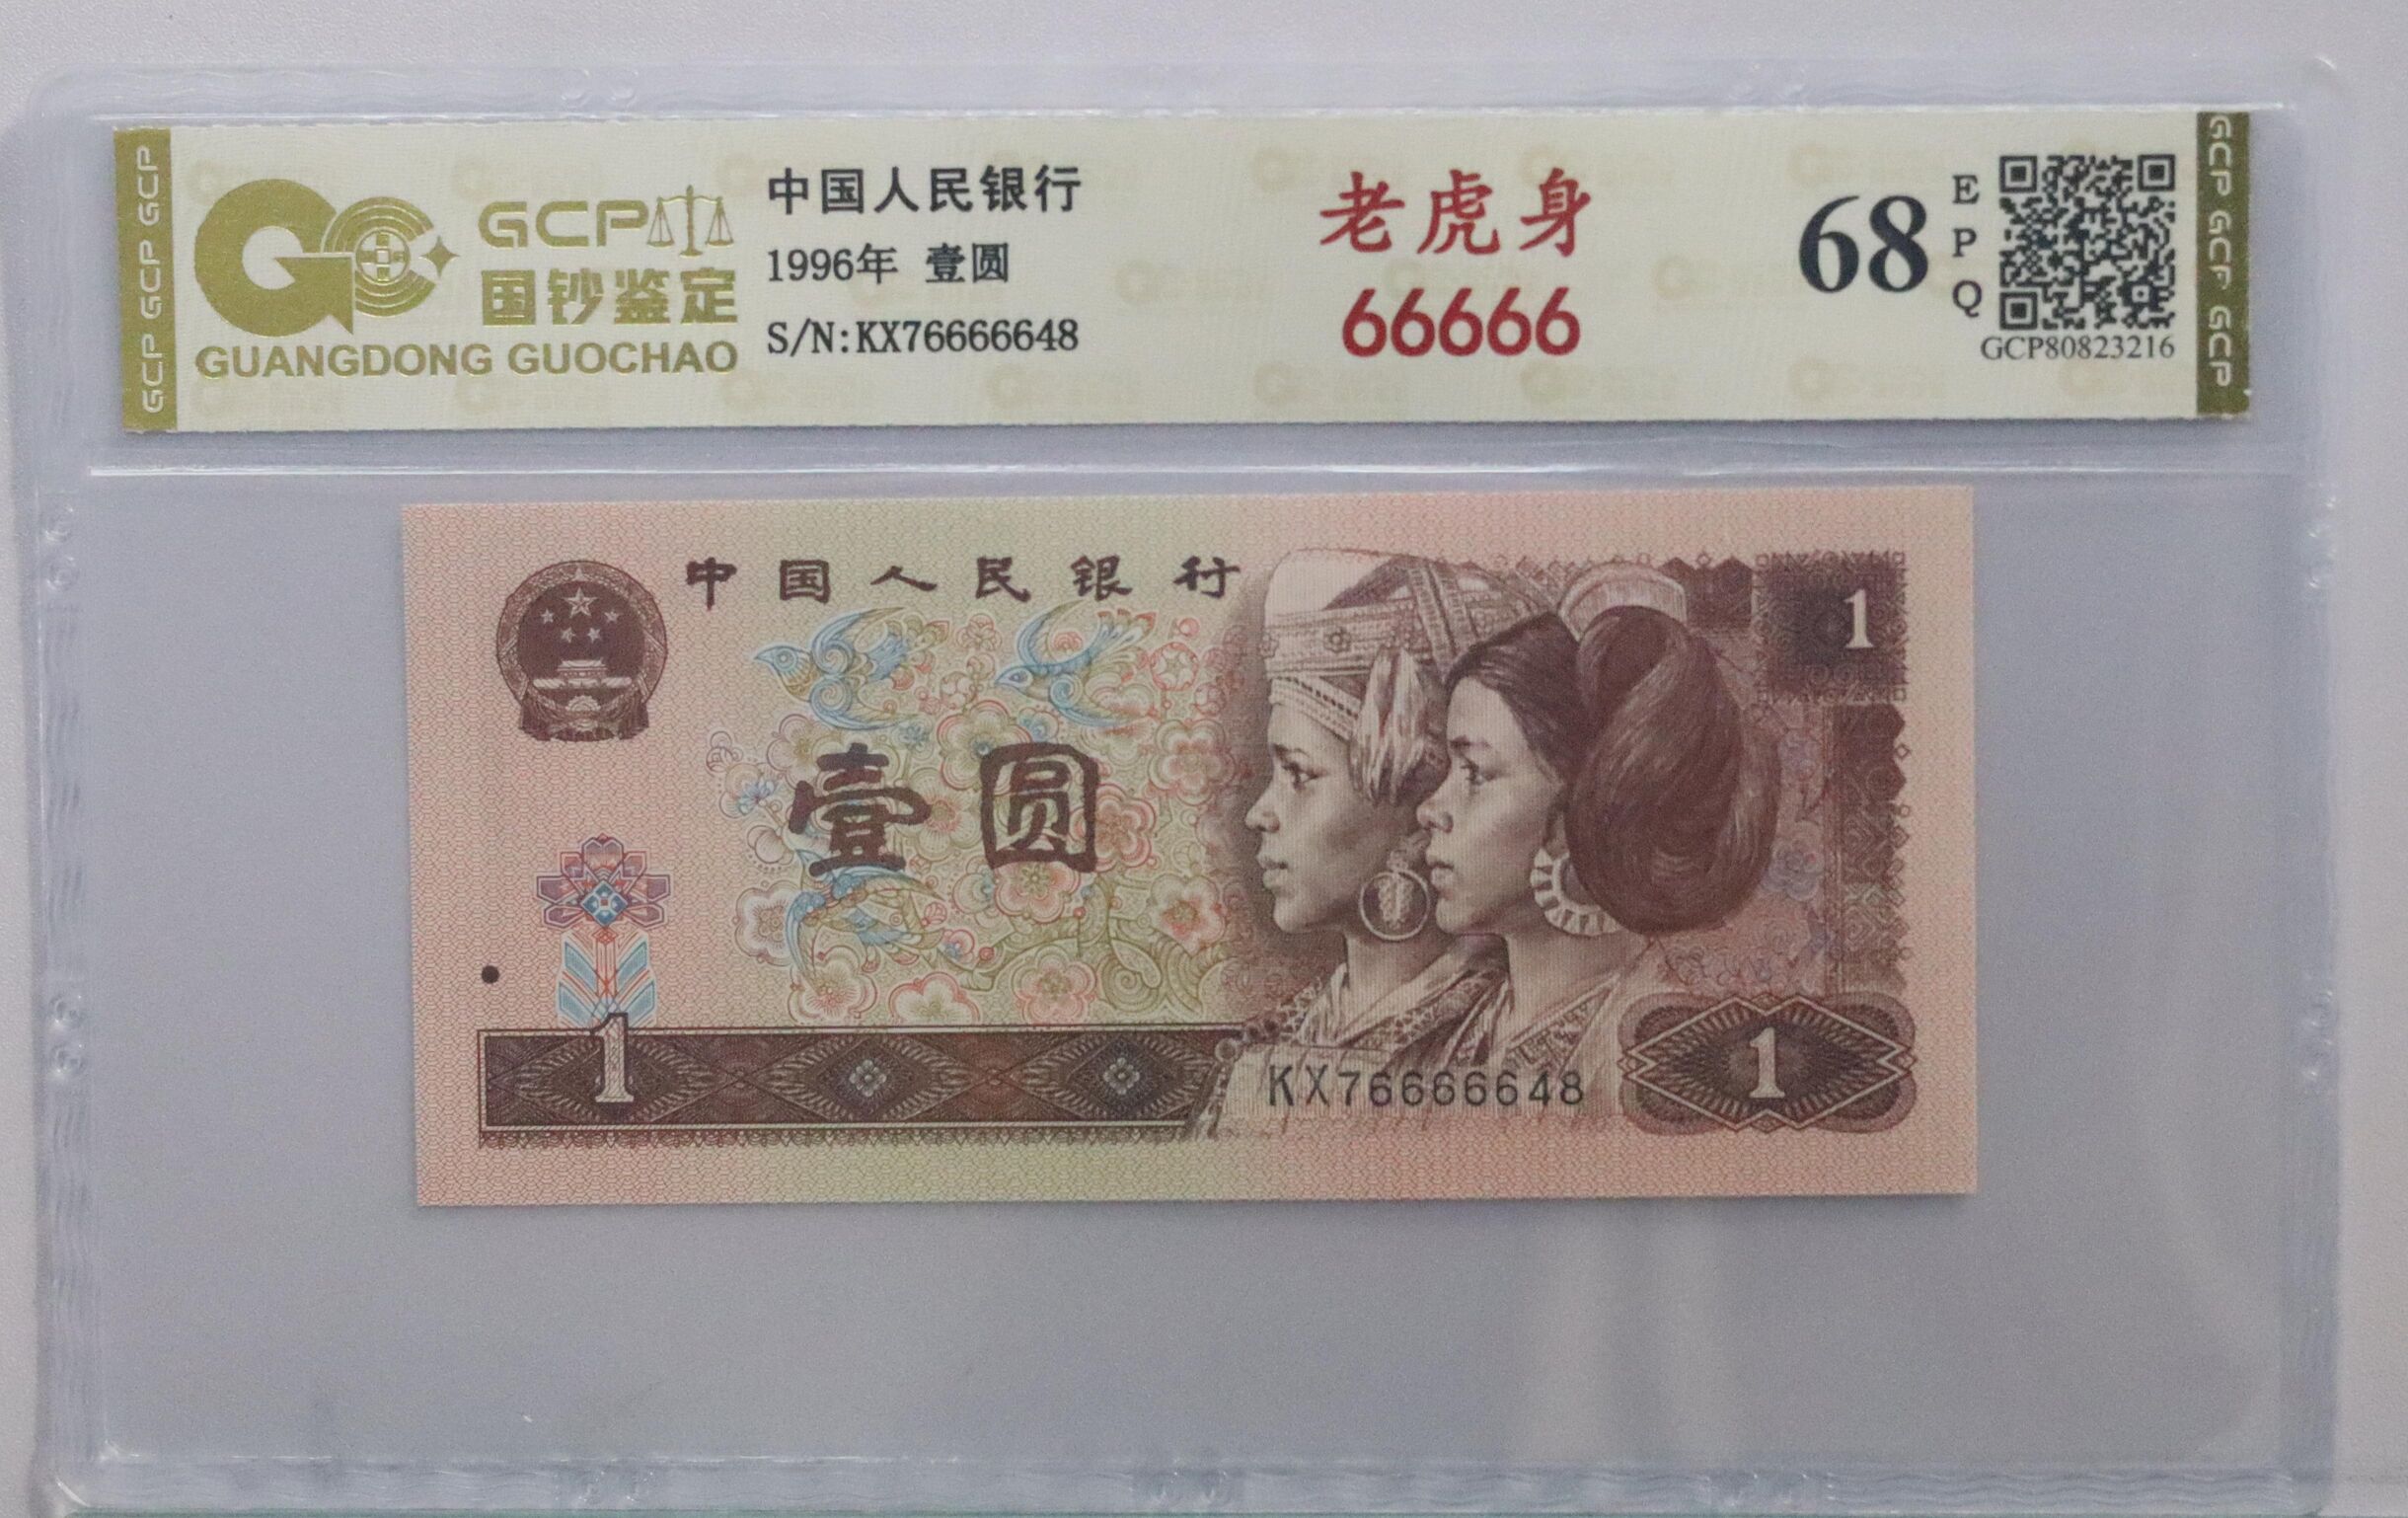 GCP GCP GCP
GCP
国钞鉴定
GUANGDONG GUOCHAO
中国人民银行
1996年 壹圆
S/N:KX76666648
老虎身
66666
68
E
P
Q
GCP80823216
GCP GCP GCP
中国人民银行
壹圆
1
1
KX76666648
1